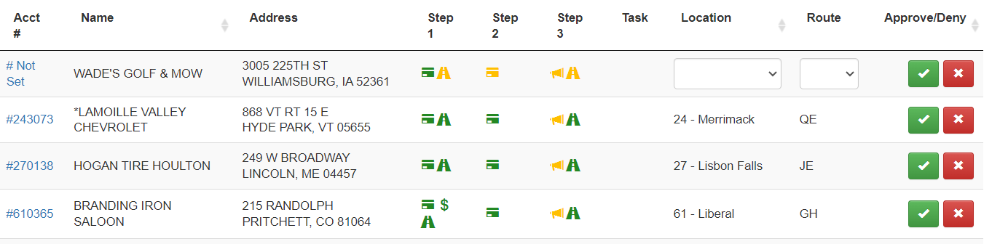 Acct # Name Address Step 1 Step 2 Step 3 Task Location Route Approve/Deny
# Not Set WADE'S GOLF & MOW 3005 225TH ST
WILLIAMSBURG, IA 52361
#243073 *LAMOILLE VALLEY CHEVROLET 868 VT RT 15 E
HYDE PARK, VT 05655 24 - Merrimack QE
#270138 HOGAN TIRE HOULTON 249 W BROADWAY
LINCOLN, ME 04457 27 - Lisbon Falls JE
#610365 BRANDING IRON SALOON $ 215 RANDOLPH
PRITCHETT, CO 81064 61 - Liberal GH